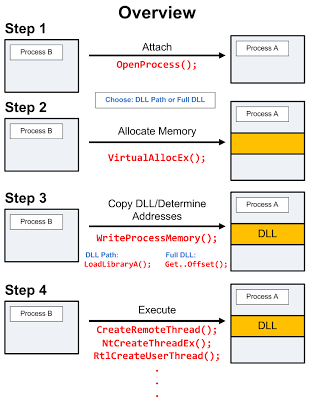 Overview
Step 1
Process B
Attach
OpenProcess();
Process A
Choose: DLL Path or Full DLL
Step 2
Process B
Allocate Memory
VirtualAllocEx();
Process A
Step 3
Process B
Copy DLL/Determine
Addresses
WriteProcessMemory();
DLL Path:
LoadLibraryA();
Full DLL:
Get..Offset();
Process A
DLL
Step 4
Process B
Execute
CreateRemoteThread();
NtCreateThreadEx();
RtlCreateUserThread();
.
.
.
Process A
DLL